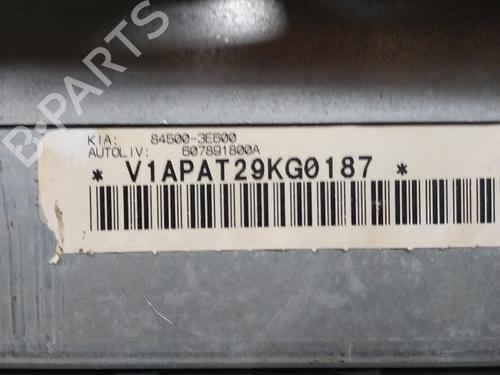 B-PARTS
KIA: 84500-3E600
AUTOLIV: 607891800A
* V1APAT29KG0187 *